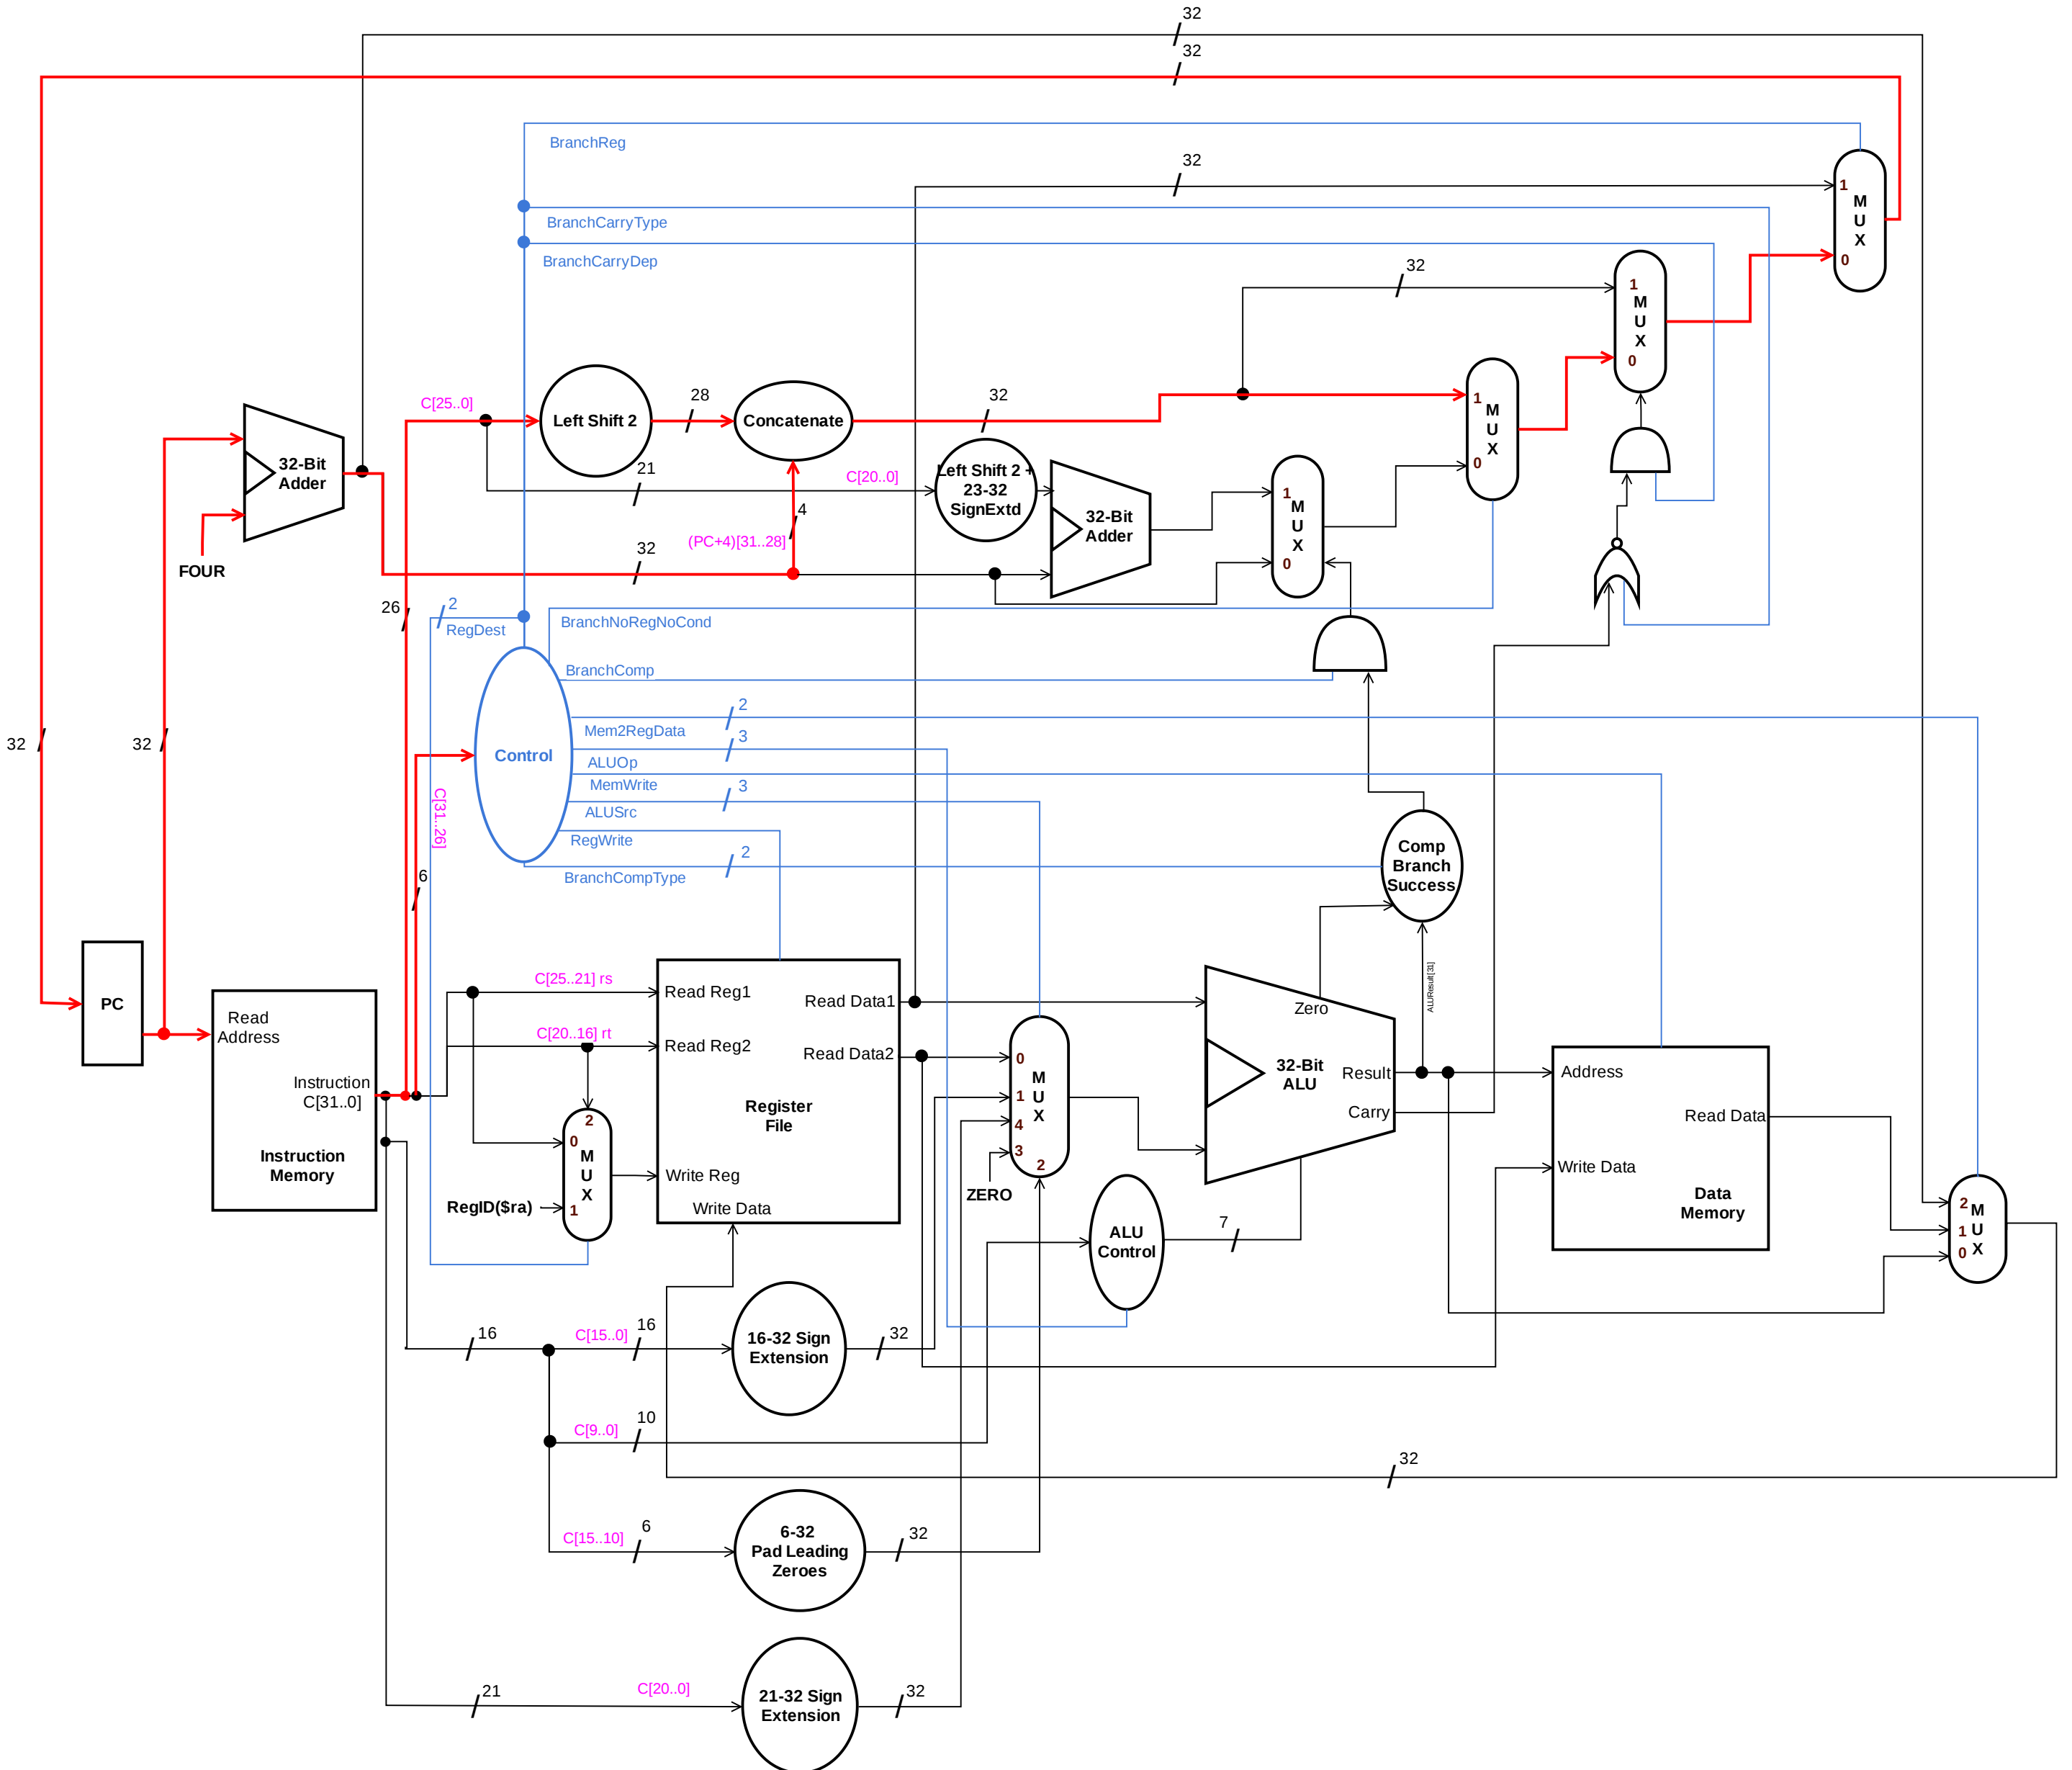 32
32
BranchReg
32
BranchCarryType
BranchCarryDep
1
M
U
X
0
32
1
M
U
X
0
C[25..0]
Left Shift 2
28
Concatenate
32
1
M
U
X
0
32-Bit
Adder
21
C[20..0]
Left Shift 2 +
23-32
SignExtd
4
(PC+4)[31..28]
32-Bit
Adder
1
M
U
X
0
FOUR
32
26
2
RegDest
BranchNoRegNoCond
BranchComp
32
32
Control
2
Mem2RegData
3
ALUOp
MemWrite
3
ALUSrc
RegWrite
2
BranchCompType
C[31..26]
6
Comp
Branch
Success
PC
Read
Address
Instruction
C[31..0]
Instruction
Memory
C[25..21] rs
C[20..16] rt
Read Reg1
Read Reg2
Read Data1
Read Data2
Register
File
Write Reg
Write Data
2
0
M
U
X
1
RegID($ra)
0
M
1
U
X
4
3
2
ZERO
Zero
ALUResult[31]
32-Bit
ALU
Result
Carry
ALU
Control
7
Address
Read Data
Write Data
Data
Memory
2
M
1
U
0
X
16
C[15..0]
16
16-32 Sign
Extension
32
C[9..0]
10
32
C[15..10]
6
6-32
Pad Leading
Zeroes
32
21
C[20..0]
21-32 Sign
Extension
32